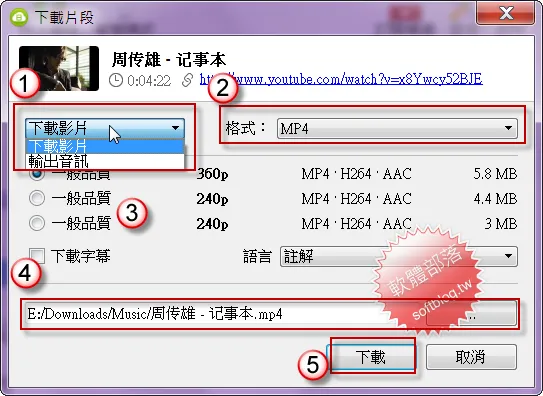 下載片段
周传雄 - 记事本
0:04:22 http://www.youtube.com/watch?v=x8Ywcy52BJE
1
2
下載影片
格式： MP4
下載影片
輸出音訊
一般品質 360p MP4 · H264 · AAC 5.8 MB
一般品質 240p MP4 · H264 · AAC 4.4 MB
3
一般品質 240p MP4 · H264 · AAC 3 MB
下載字幕 語言 註解
4
軟體部落
softblog.tw
E:/Downloads/Music/周传雄 - 记事本.mp4 ...
5
下載 取消